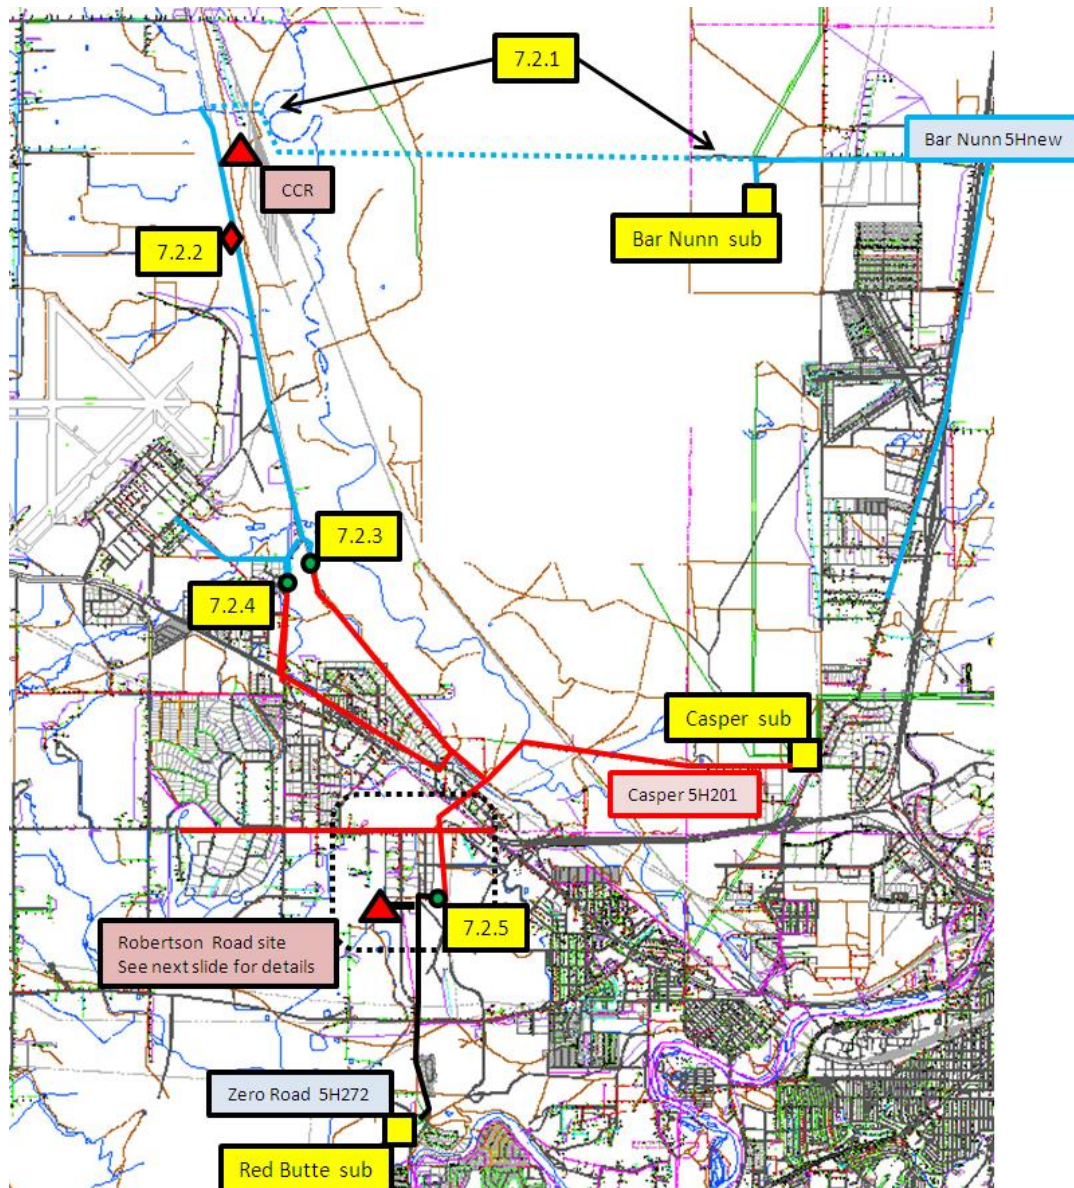 7.2.1
Bar Nunn 5Hnew
CCR
Bar Nunn sub
7.2.2
7.2.3
7.2.4
Casper sub
Casper 5H201
7.2.5
Robertson Road site
See next slide for details
Zero Road 5H272
Red Butte sub